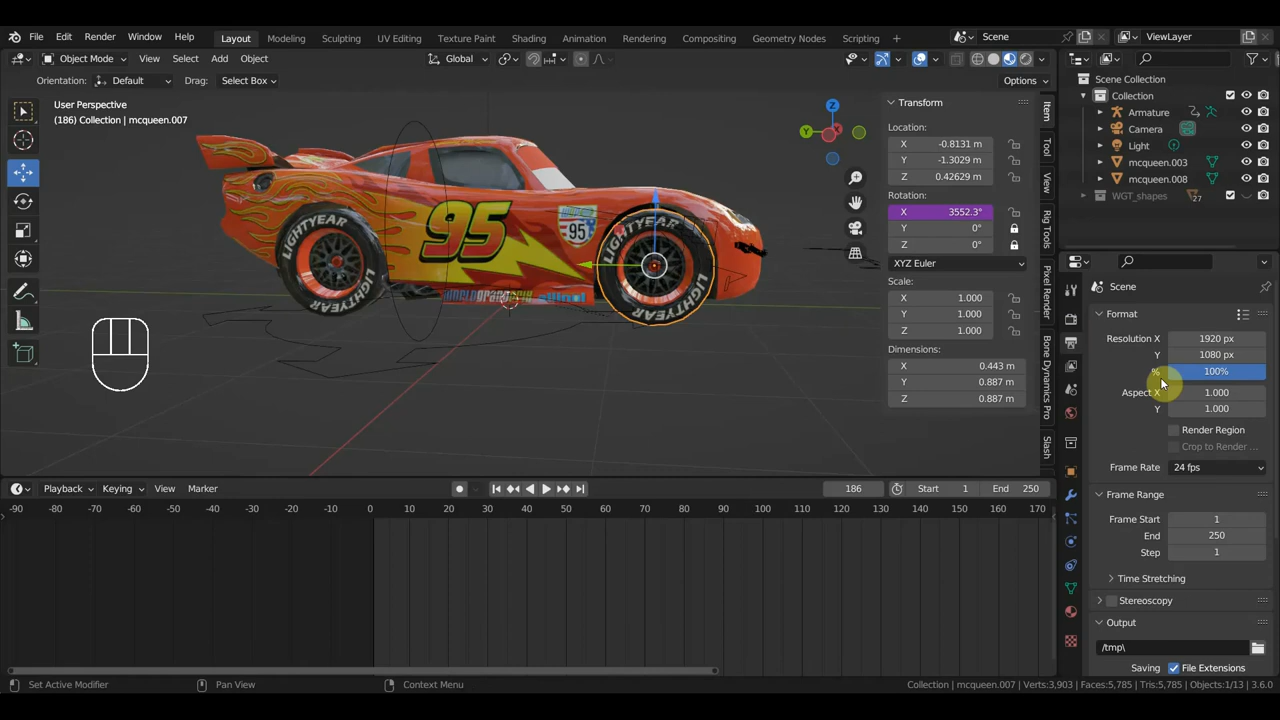 File Edit Render Window Help Layout Modeling Sculpting UV Editing Texture Paint Shading Animation Rendering Compositing Geometry Nodes Scripting + Scene ViewLayer
Object Mode View Select Add Object Global Options
Orientation: Default Drag: Select Box
User Perspective
(186) Collection | mcqueen.007
Z
Y
X
LIGHTYEAR
LIGHTYEAR
95
95
LIGHTYEAR
LIGHTYEAR
Transform
Location:
X -0.8131 m
Y -1.3029 m
Z 0.42629 m
Rotation:
X 3552.3°
Y 0°
Z 0°
XYZ Euler
Scale:
X 1.000
Y 1.000
Z 1.000
Dimensions:
X 0.443 m
Y 0.887 m
Z 0.887 m
Item
Tool
View
Rig Tools
Pixel Render
Bone Dynamics Pro
Slash
Scene Collection
Collection
Armature
Camera
Light
mcqueen.003
mcqueen.008
WGT_shapes 27
Scene
Format
Resolution X 1920 px
Y 1080 px
% 100%
Aspect X 1.000
Y 1.000
Render Region
Crop to Render ...
Frame Rate 24 fps
Frame Range
Frame Start 1
End 250
Step 1
Time Stretching
Stereoscopy
Output
/tmp\
Saving File Extensions
Playback Keying View Marker 186 Start 1 End 250
-90 -80 -70 -60 -50 -40 -30 -20 -10 0 10 20 30 40 50 60 70 80 90 100 110 120 130 140 150 160 170
Set Active Modifier Pan View Context Menu Collection | mcqueen.007 | Verts:3,903 | Faces:5,785 | Tris:5,785 | Objects:1/13 | 3.6.0